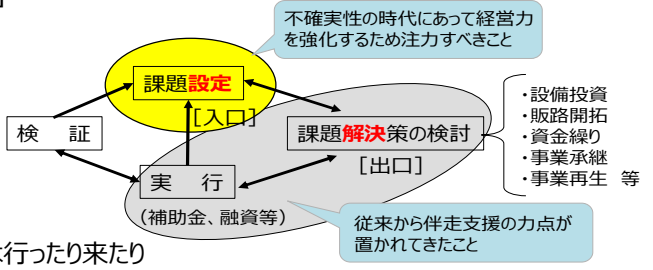 不確実性の時代にあって経営力
を強化するため注力すべきこと
課題設定
[入口]
検　証
課題解決策の検討
[出口]
・設備投資
・販路開拓
・資金繰り
・事業承継
・事業再生　等
実　行
(補助金、融資等)
従来から伴走支援の力点が
置かれてきたこと
行ったり来たり